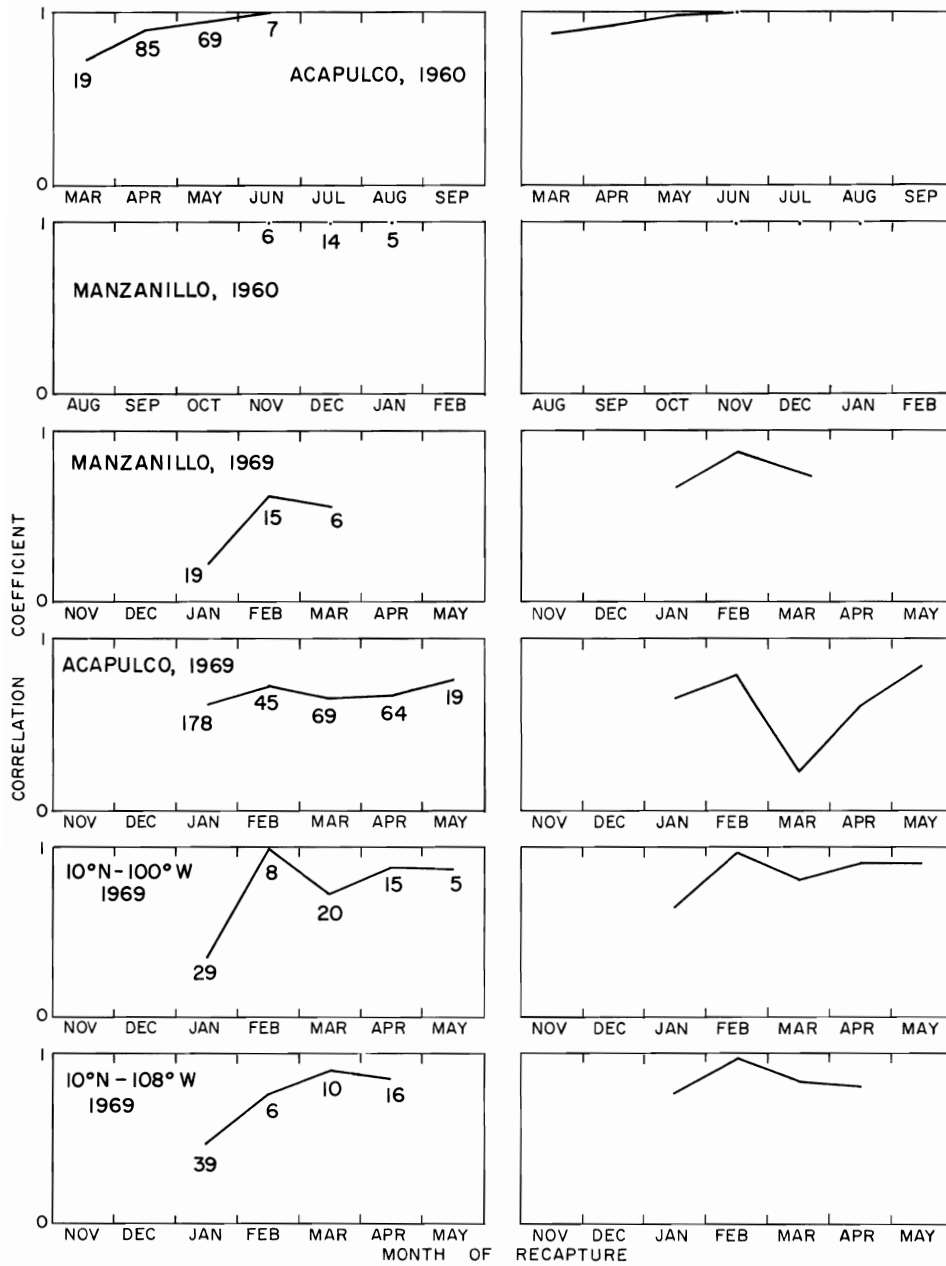 1
19
85
69
7
ACAPULCO, 1960
0
MAR APR MAY JUN JUL AUG SEP
MAR APR MAY JUN JUL AUG SEP
1
6 14 5
MANZANILLO, 1960
0
AUG SEP OCT NOV DEC JAN FEB
AUG SEP OCT NOV DEC JAN FEB
1
MANZANILLO, 1969
19
15
6
0
NOV DEC JAN FEB MAR APR MAY
NOV DEC JAN FEB MAR APR MAY
CORRELATION COEFFICIENT
1
ACAPULCO, 1969
178
45
69
64
19
0
NOV DEC JAN FEB MAR APR MAY
NOV DEC JAN FEB MAR APR MAY
1
10°N-100°W
1969
29
8
20
15
5
0
NOV DEC JAN FEB MAR APR MAY
NOV DEC JAN FEB MAR APR MAY
1
10°N-108°W
1969
39
6
10
16
0
NOV DEC JAN FEB MAR APR MAY
NOV DEC JAN FEB MAR APR MAY
MONTH OF RECAPTURE